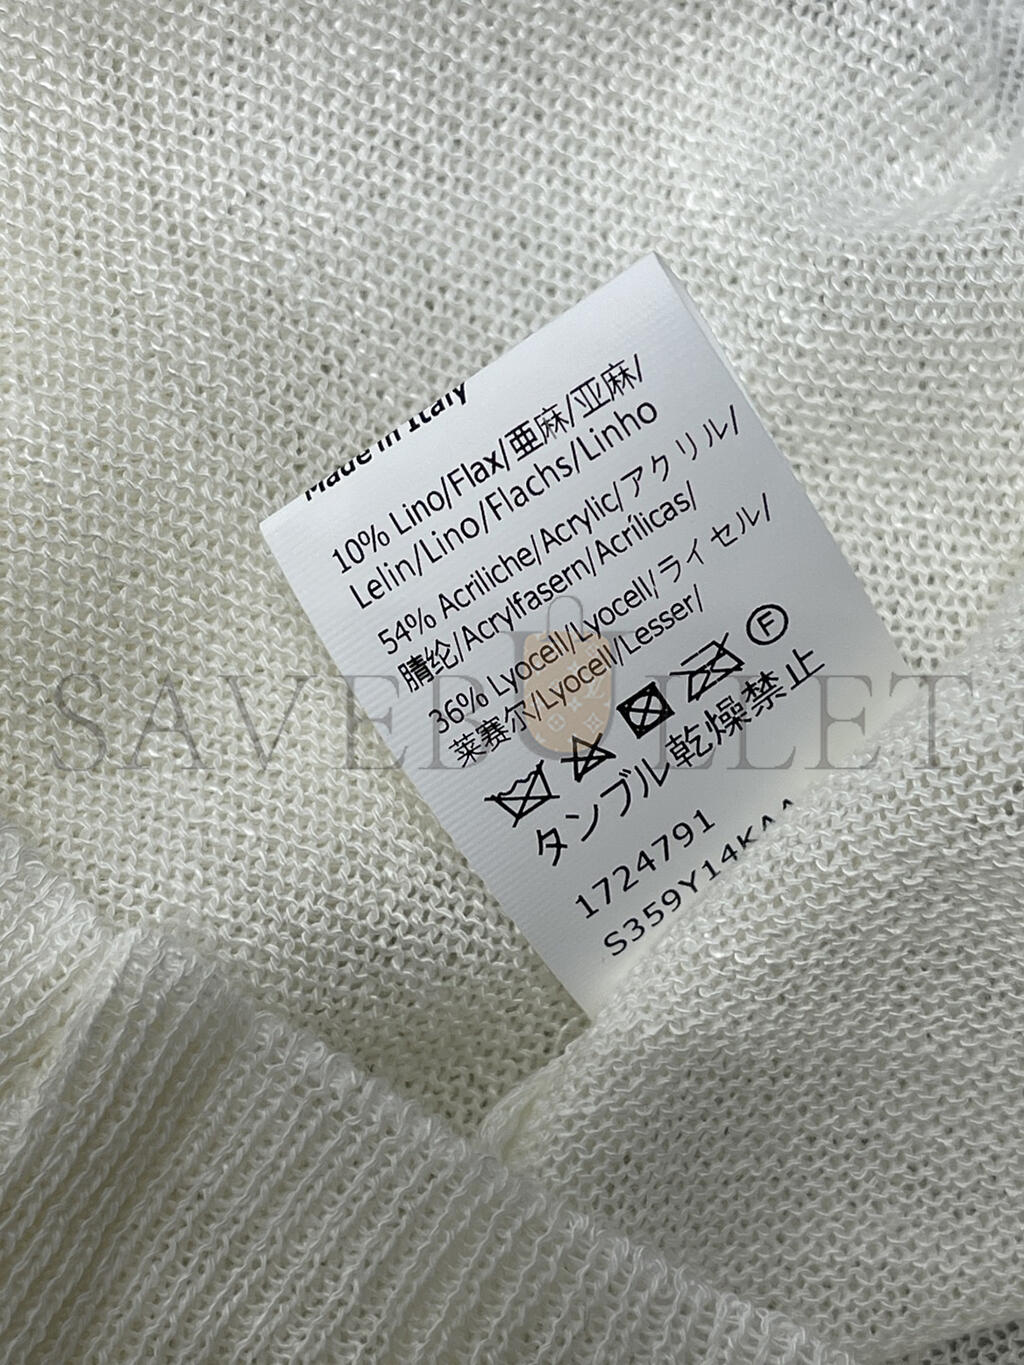 Made in Italy
10% Lino/Flax/亜麻/亚麻/
Lelin/Lino/Flachs/Linho
54% Acriliche/Acrylic/アクリル/
腈纶/Acrylfasern/Acrílicas/
36% Lyocell/Lyocell/ライセル/
莱赛尔/Lyocell/Lesser/
F
タンブル乾燥禁止
1724791
S359Y14KAA
SAVEBULLET